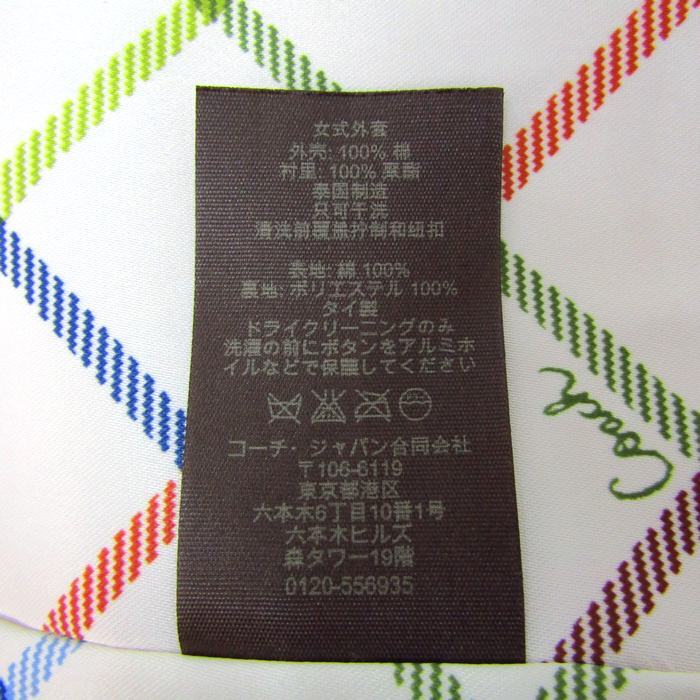 女式外套
外壳: 100% 棉
衬里: 100% 聚酯
泰国制造
只可干洗
清洗前覆無拧制和纽扣
表地: 綿 100%
裏地: ポリエステル 100%
タイ製
ドライクリーニングのみ
洗濯の前にボタンをアルミホ
イルなどで保護してください
コーチ・ジャパン合同会社
〒106-6119
東京都港区
六本木6丁目10番1号
六本木ヒルズ
森タワー19階
0120-556935
Coach